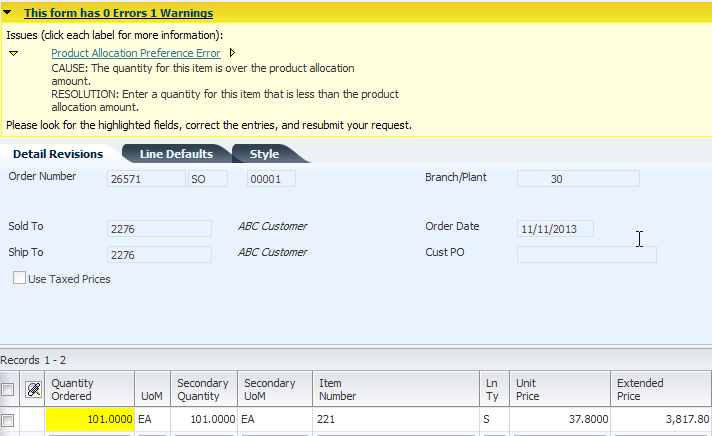 This form has 0 Errors 1 Warnings
Issues (click each label for more information):
Product Allocation Preference Error
CAUSE: The quantity for this item is over the product allocation
amount.
RESOLUTION: Enter a quantity for this item that is less than the product
allocation amount.
Please look for the highlighted fields, correct the entries, and resubmit your request.
Detail Revisions Line Defaults Style
Order Number 26571 SO 00001 Branch/Plant 30
Sold To 2276 ABC Customer Order Date 11/11/2013
Ship To 2276 ABC Customer Cust PO
Use Taxed Prices
Records 1 - 2
Quantity Secondary Secondary Item Ln Unit Extended
Ordered UoM Quantity UoM Number Ty Price Price
101.0000 EA 101.0000 EA 221 S 37.8000 3,817.80